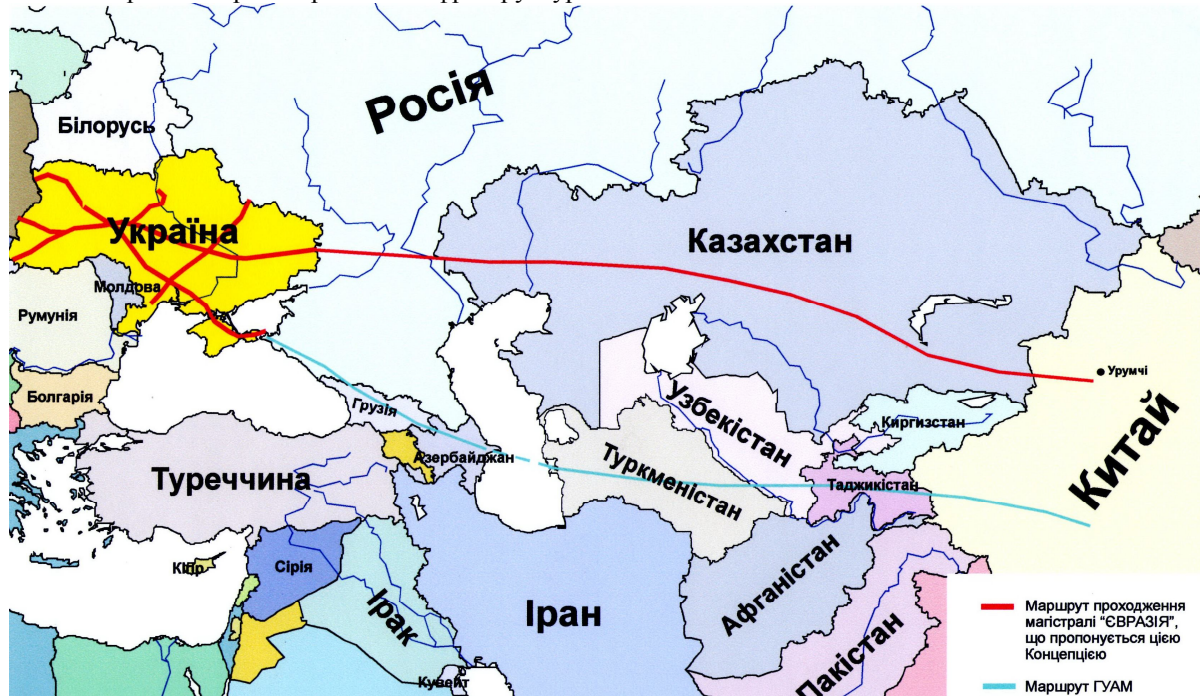 Росія
Білорусь
Україна
Казахстан
Молдова
Румунія
Урумчі
Болгарія
Грузія
Узбекістан
Киргизстан
Китай
Азербайджан
Туркменістан
Туреччина
Таджикістан
Кіпр
Сірія
Ірак
Іран
Афганістан
Пакістан
Кувейт
Маршрут проходження
магістралі “ЄВРАЗІЯ”,
що пропонується цією
Концепцією
Маршрут ГУАМ